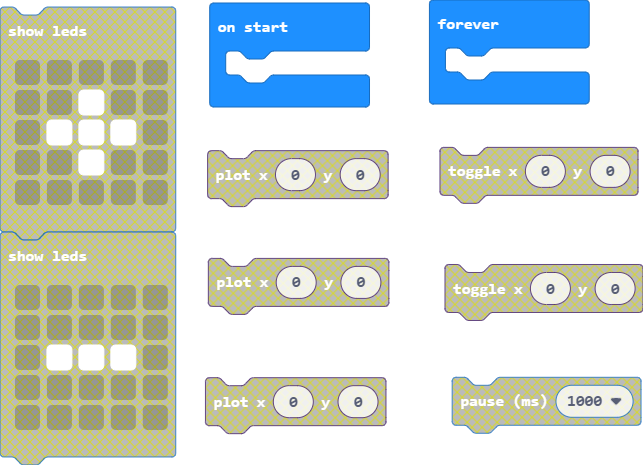 show leds
on start
forever
plot x 0 y 0
toggle x 0 y 0
show leds
plot x 0 y 0
toggle x 0 y 0
plot x 0 y 0
pause (ms) 1000